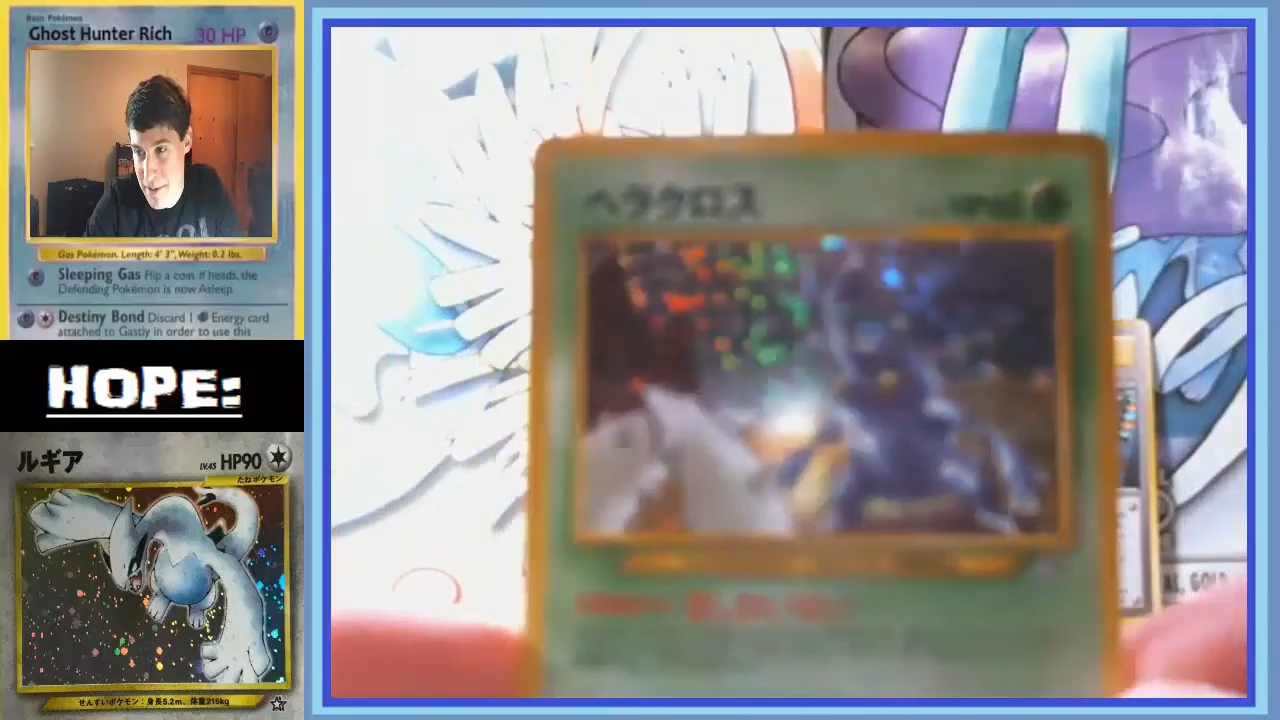 Basic Pokémon
Ghost Hunter Rich 30 HP
Gas Pokémon. Length: 4' 3", Weight: 0.2 lbs.
Sleeping Gas Flip a coin. If heads, the
Defending Pokémon is now Asleep.
Destiny Bond Discard 1 Energy card
attached to Gastly in order to use this
HOPE:
ルギア LV.45 HP90
たねポケモン
せんすいポケモン：身長5.2m、体重216kg
ヘラクロス
AL GOLD